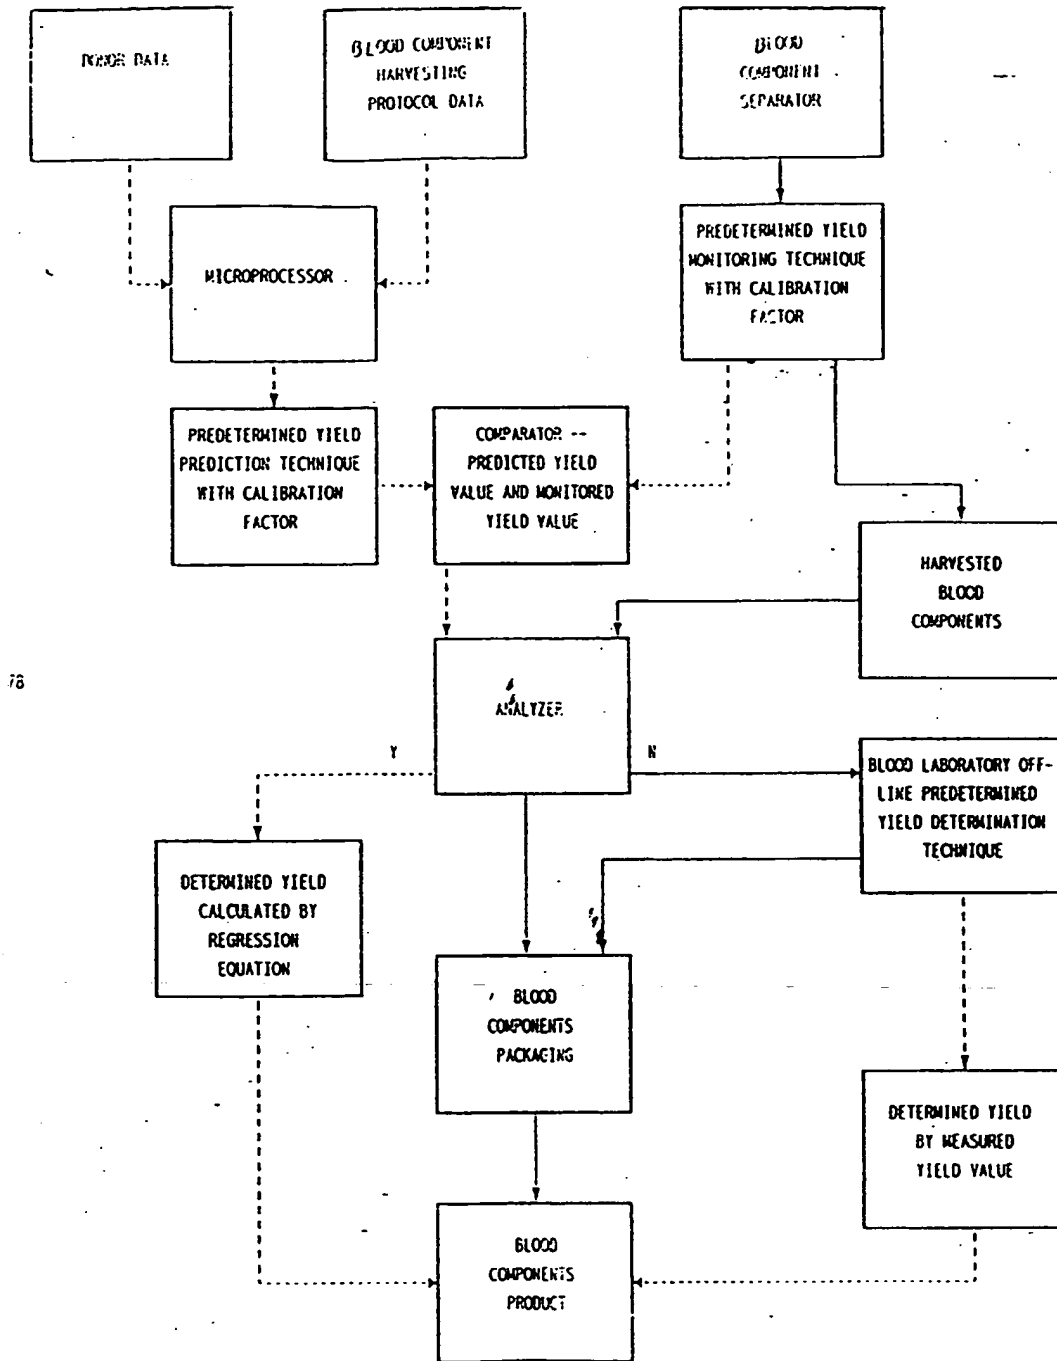 DONOR DATA
BLOOD COMPONENT
HARVESTING
PROTOCOL DATA
BLOOD
COMPONENT
SEPARATOR
MICROPROCESSOR
PREDETERMINED YIELD
MONITORING TECHNIQUE
WITH CALIBRATION
FACTOR
PREDETERMINED YIELD
PREDICTION TECHNIQUE
WITH CALIBRATION
FACTOR
COMPARATOR --
PREDICTED YIELD
VALUE AND MONITORED
YIELD VALUE
HARVESTED
BLOOD
COMPONENTS
78
ANALYZER
Y
N
BLOOD LABORATORY OFF-
LINE PREDETERMINED
YIELD DETERMINATION
TECHNIQUE
DETERMINED YIELD
CALCULATED BY
REGRESSION
EQUATION
BLOOD
COMPONENTS
PACKAGING
DETERMINED YIELD
BY MEASURED
YIELD VALUE
BLOOD
COMPONENTS
PRODUCT